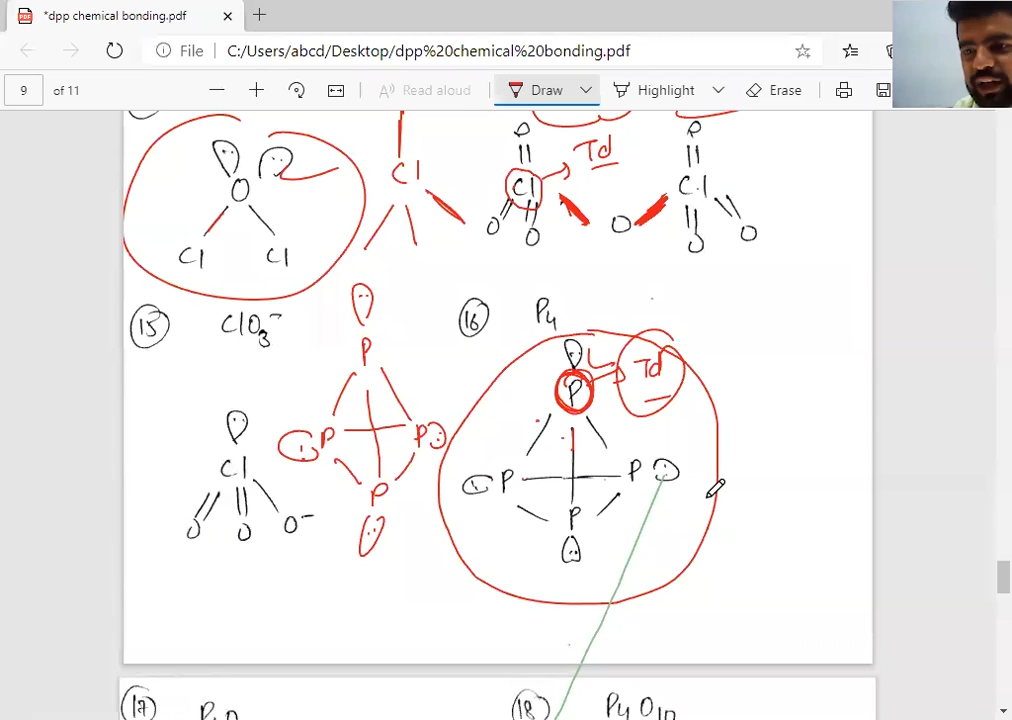 *dpp chemical bonding.pdf
File C:/Users/abcd/Desktop/dpp%20chemical%20bonding.pdf
9 of 11 Read aloud Draw Highlight Erase
O
Cl Cl
Cl
Cl Td
O O
O
Cl
O O
15 ClO3⁻
Cl
O O O⁻
P
P P
P
16 P4
P Td
P P
P
17
18 P4O10